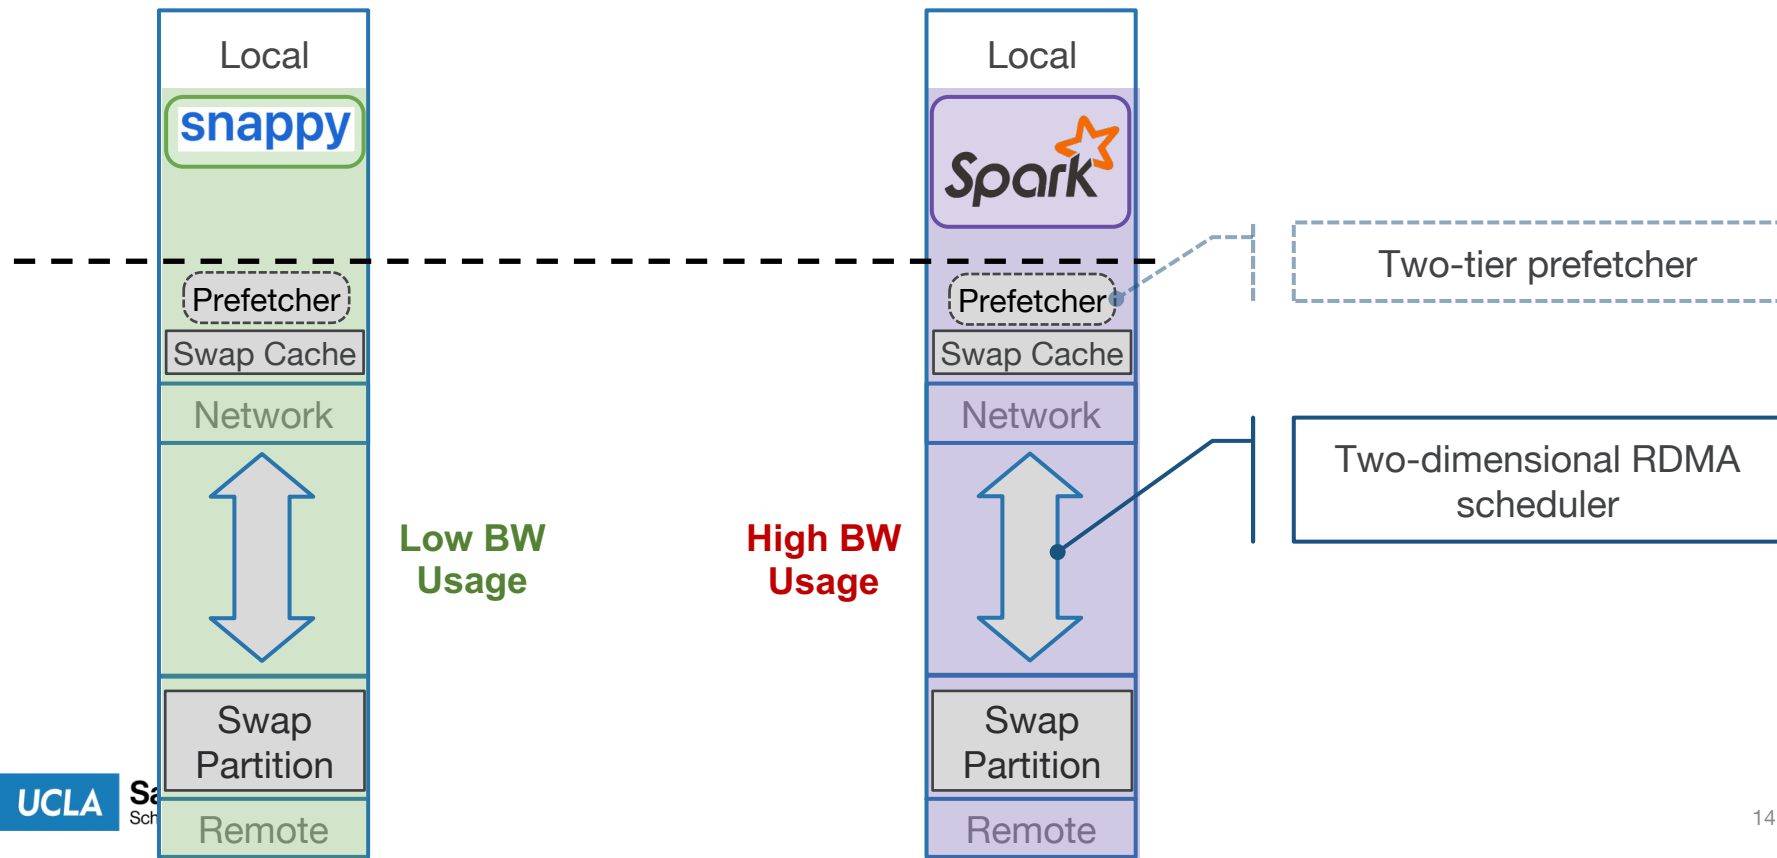 Local
snappy
Prefetcher
Swap Cache
Network
Low BW
Usage
Swap
Partition
Remote
Local
Spark
Prefetcher
Swap Cache
Network
High BW
Usage
Swap
Partition
Remote
Two-tier prefetcher
Two-dimensional RDMA
scheduler
UCLA
14